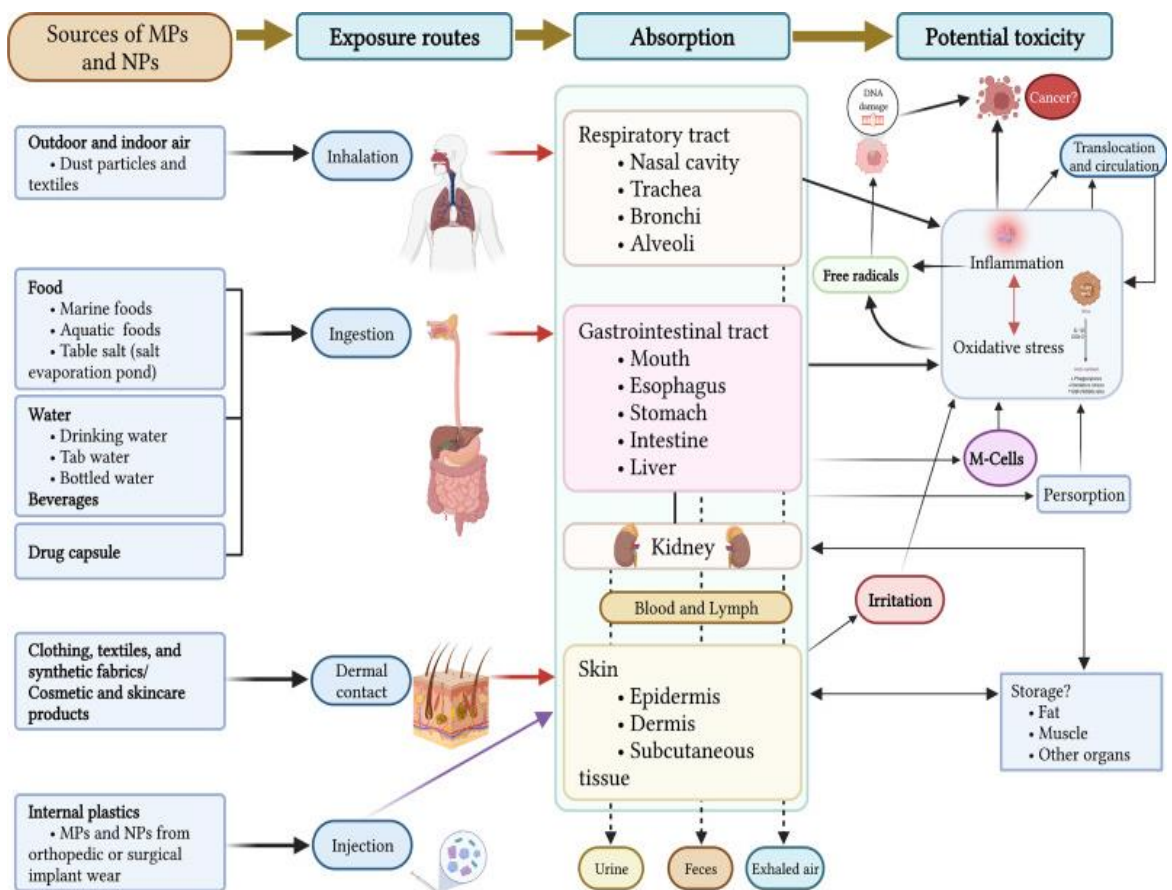 Sources of MPs
and NPs
Exposure routes
Absorption
Potential toxicity
Outdoor and indoor air
• Dust particles and
textiles
Inhalation
Respiratory tract
• Nasal cavity
• Trachea
• Bronchi
• Alveoli
DNA
damage
Cancer?
Translocation
and circulation
Free radicals
Inflammation
Oxidative stress
Food
• Marine foods
• Aquatic foods
• Table salt (salt
evaporation pond)
Water
• Drinking water
• Tab water
• Bottled water
Beverages
Drug capsule
Ingestion
Gastrointestinal tract
• Mouth
• Esophagus
• Stomach
• Intestine
• Liver
M-Cells
Persorption
Kidney
Blood and Lymph
Irritation
Clothing, textiles, and
synthetic fabrics/
Cosmetic and skincare
products
Dermal
contact
Skin
• Epidermis
• Dermis
• Subcutaneous
tissue
Storage?
• Fat
• Muscle
• Other organs
Internal plastics
• MPs and NPs from
orthopedic or surgical
implant wear
Injection
Urine
Feces
Exhaled air